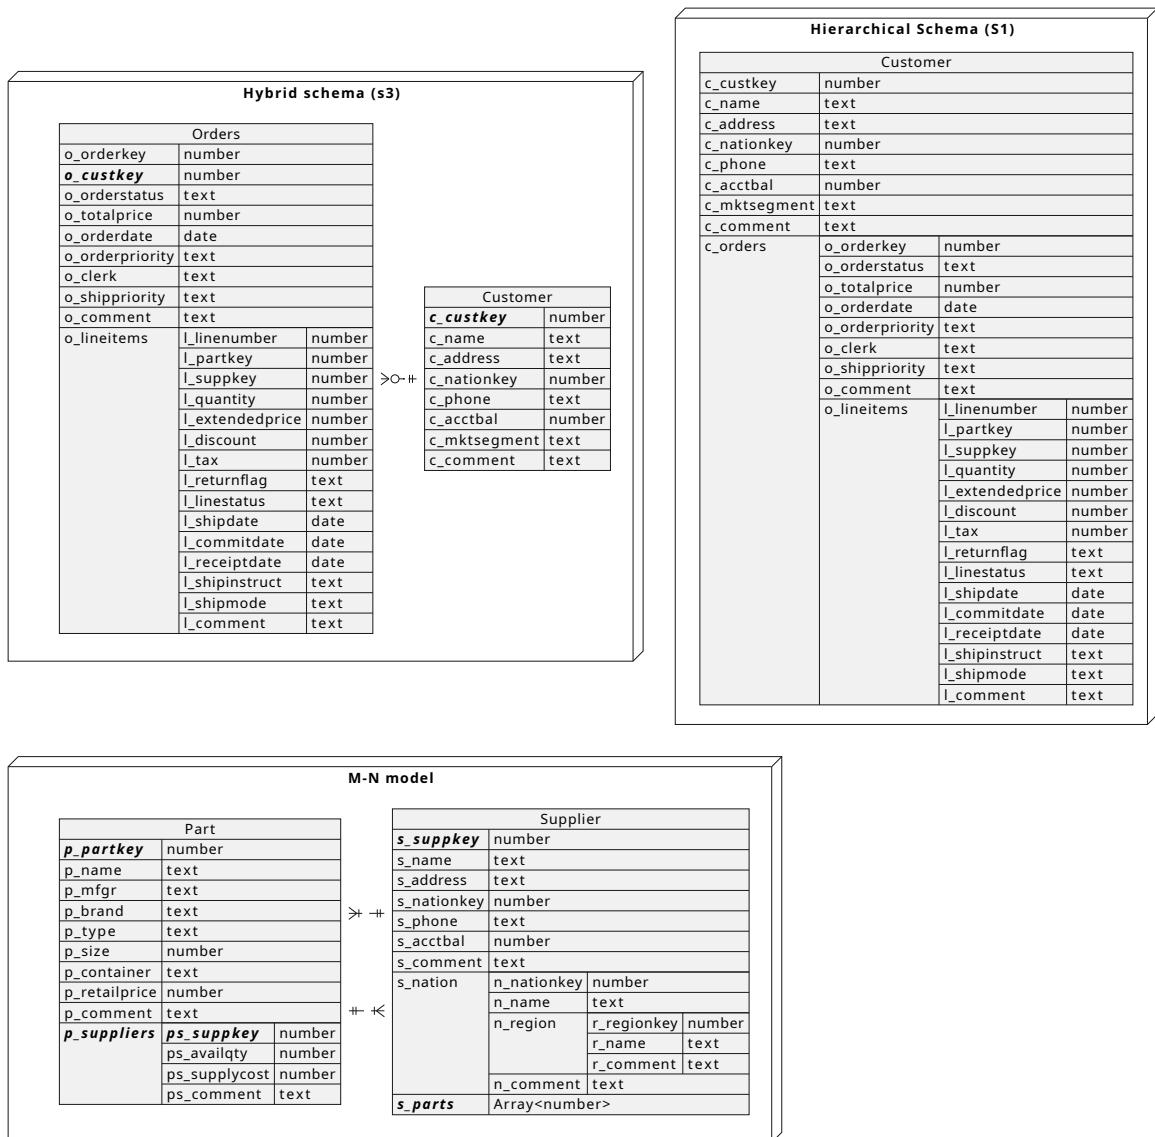 Hybrid schema (s3)
Orders
o_orderkey number
o_custkey number
o_orderstatus text
o_totalprice number
o_orderdate date
o_orderpriority text
o_clerk text
o_shippriority text
o_comment text
o_lineitems l_linenumber number
l_partkey number
l_suppkey number
l_quantity number
l_extendedprice number
l_discount number
l_tax number
l_returnflag text
l_linestatus text
l_shipdate date
l_commitdate date
l_receiptdate date
l_shipinstruct text
l_shipmode text
l_comment text
Customer
c_custkey number
c_name text
c_address text
c_nationkey number
c_phone text
c_acctbal number
c_mktsegment text
c_comment text
Hierarchical Schema (S1)
Customer
c_custkey number
c_name text
c_address text
c_nationkey number
c_phone text
c_acctbal number
c_mktsegment text
c_comment text
c_orders o_orderkey number
o_orderstatus text
o_totalprice number
o_orderdate date
o_orderpriority text
o_clerk text
o_shippriority text
o_comment text
o_lineitems l_linenumber number
l_partkey number
l_suppkey number
l_quantity number
l_extendedprice number
l_discount number
l_tax number
l_returnflag text
l_linestatus text
l_shipdate date
l_commitdate date
l_receiptdate date
l_shipinstruct text
l_shipmode text
l_comment text
M-N model
Part
p_partkey number
p_name text
p_mfgr text
p_brand text
p_type text
p_size number
p_container text
p_retailprice number
p_comment text
p_suppliers ps_suppkey number
ps_availqty number
ps_supplycost number
ps_comment text
Supplier
s_suppkey number
s_name text
s_address text
s_nationkey number
s_phone text
s_acctbal number
s_comment text
s_nation n_nationkey number
n_name text
n_region r_regionkey number
r_name text
r_comment text
n_comment text
s_parts Array<number>